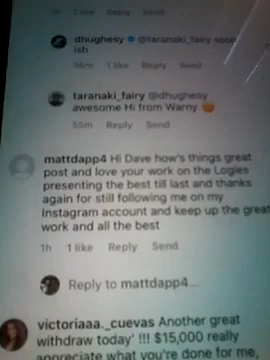 1h 1 like Reply Send
dhughesy @taranaki_fairy soon
ish
56m 1 like Reply Send
taranaki_fairy @dhughesy
awesome Hi from Warny
55m Reply Send
mattdapp4 Hi Dave how's things great
post and love your work on the Logies
presenting the best till last and thanks
again for still following me on my
Instagram account and keep up the great
work and all the best
1h 1 like Reply Send
Reply to mattdapp4...
victoriaaa._cuevas Another great
withdraw today' !!! $15,000 really
appreciate what you're done for me,